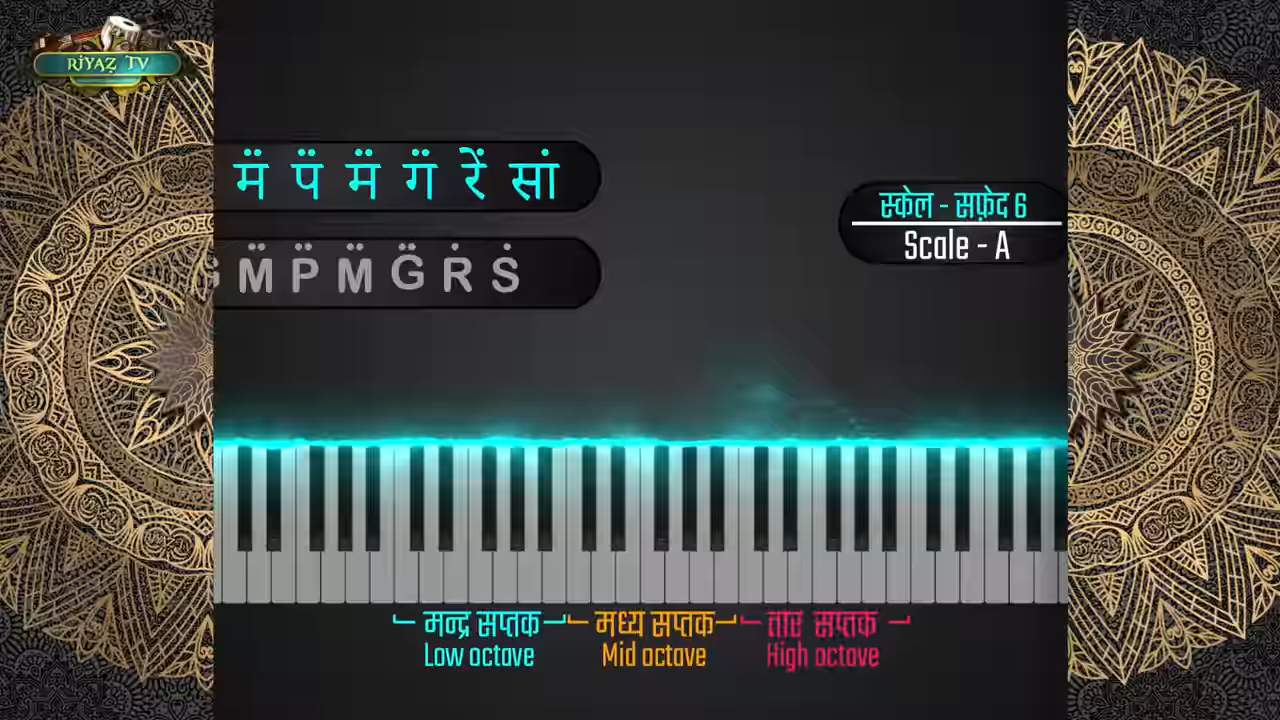 RIYAZ TV
म̈ प̈ म̈ ग̈ रें सां
G M̈ P̈ M̈ G̈ Ṙ Ṡ
स्केल - सफ़ेद 6
Scale - A
मन्द्र सप्तक मध्य सप्तक तार सप्तक
Low octave Mid octave High octave